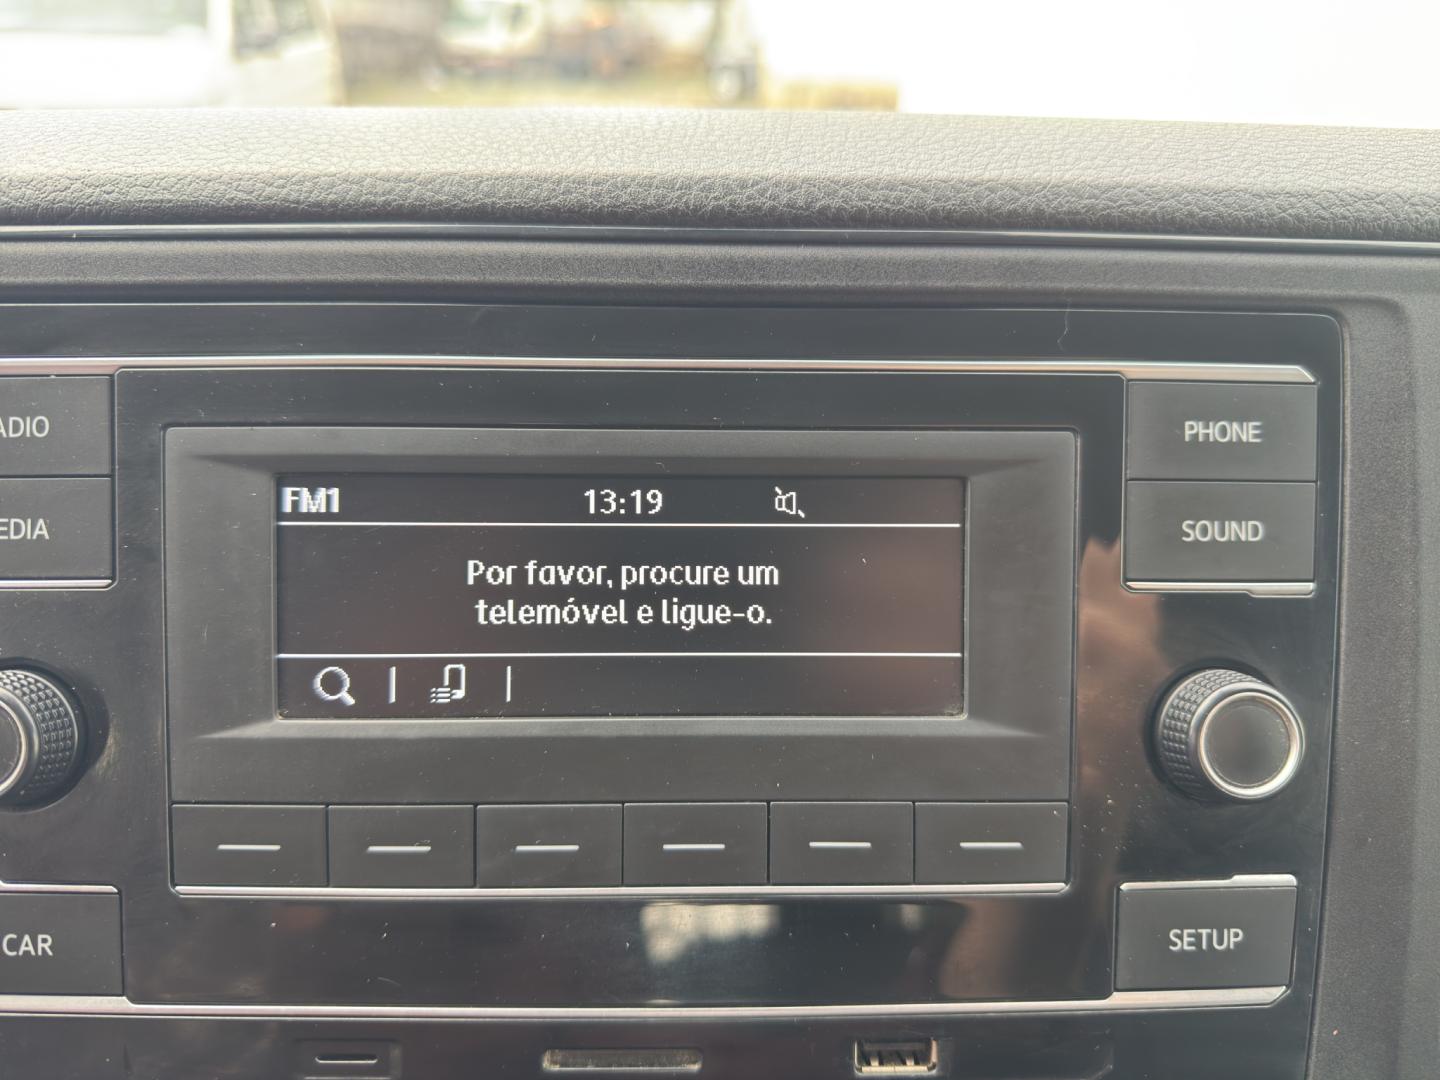 ADIO
PHONE
EDIA
SOUND
FM1 13:19
Por favor, procure um
telemóvel e ligue-o.
CAR
SETUP